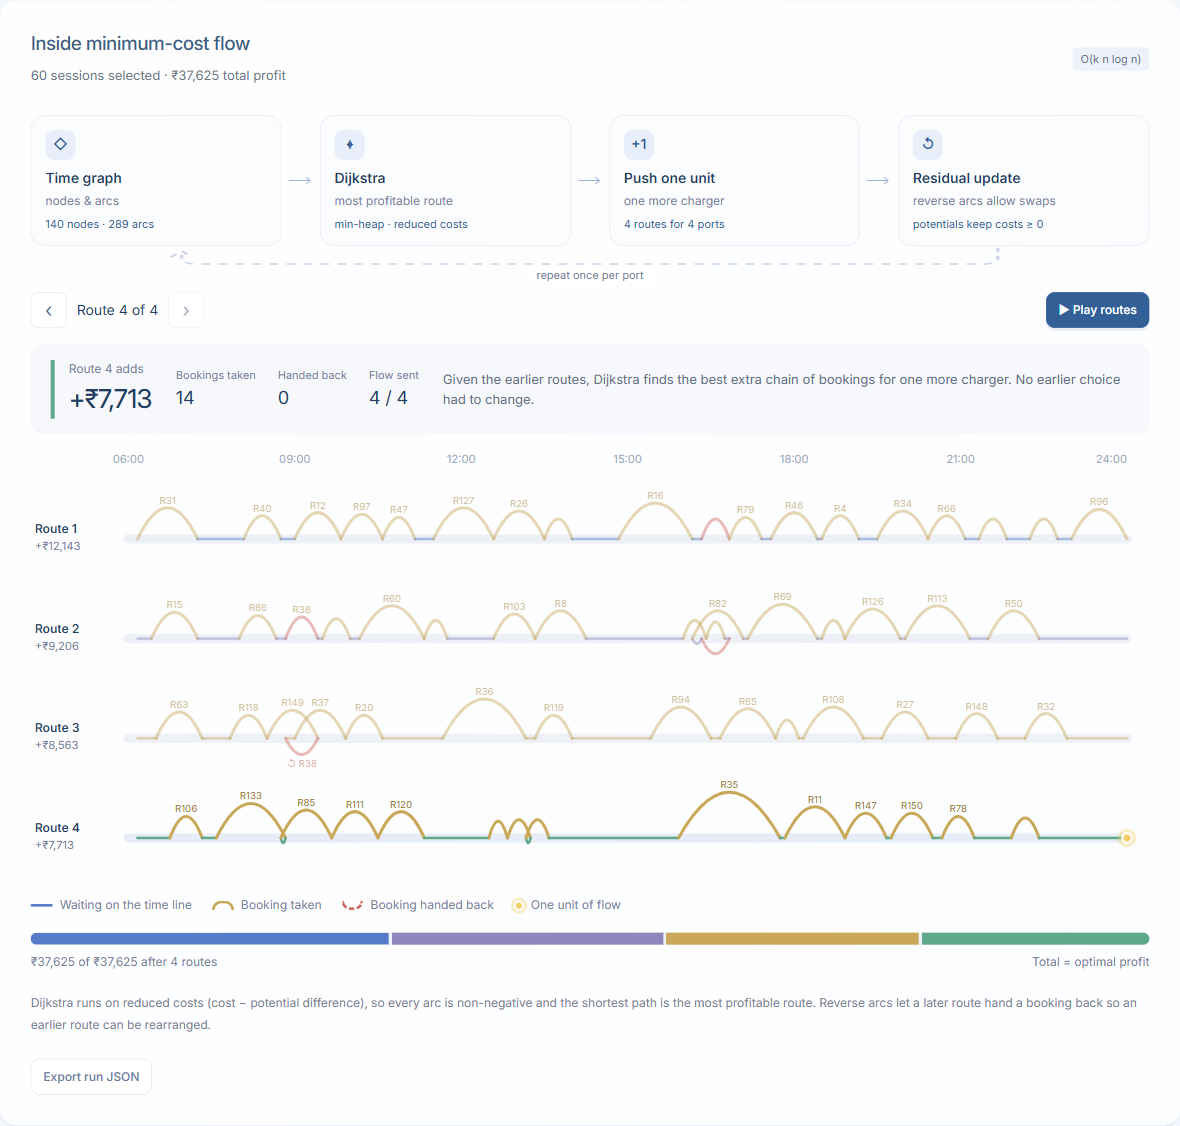 Inside minimum-cost flow
60 sessions selected · ₹37,625 total profit
O(k n log n)
Time graph
nodes & arcs
140 nodes · 289 arcs
Dijkstra
most profitable route
min-heap · reduced costs
+1
Push one unit
one more charger
4 routes for 4 ports
Residual update
reverse arcs allow swaps
potentials keep costs ≥ 0
repeat once per port
Route 4 of 4
▶ Play routes
Route 4 adds
+₹7,713
Bookings taken
14
Handed back
0
Flow sent
4 / 4
Given the earlier routes, Dijkstra finds the best extra chain of bookings for one more charger. No earlier choice
had to change.
06:00 09:00 12:00 15:00 18:00 21:00 24:00
Route 1
+₹12,143
R31 R40 R12 R97 R47 R127 R26 R16 R79 R46 R4 R34 R66 R96
Route 2
+₹9,206
R15 R86 R38 R60 R103 R8 R82 R69 R126 R113 R50
Route 3
+₹8,563
R63 R118 R149 R37 R20 R36 R119 R94 R65 R108 R27 R148 R32
↺ R38
Route 4
+₹7,713
R106 R133 R85 R111 R120 R35 R11 R147 R150 R78
Waiting on the time line
Booking taken
Booking handed back
One unit of flow
₹37,625 of ₹37,625 after 4 routes
Total = optimal profit
Dijkstra runs on reduced costs (cost − potential difference), so every arc is non-negative and the shortest path is the most profitable route. Reverse arcs let a later route hand a booking back so an
earlier route can be rearranged.
Export run JSON